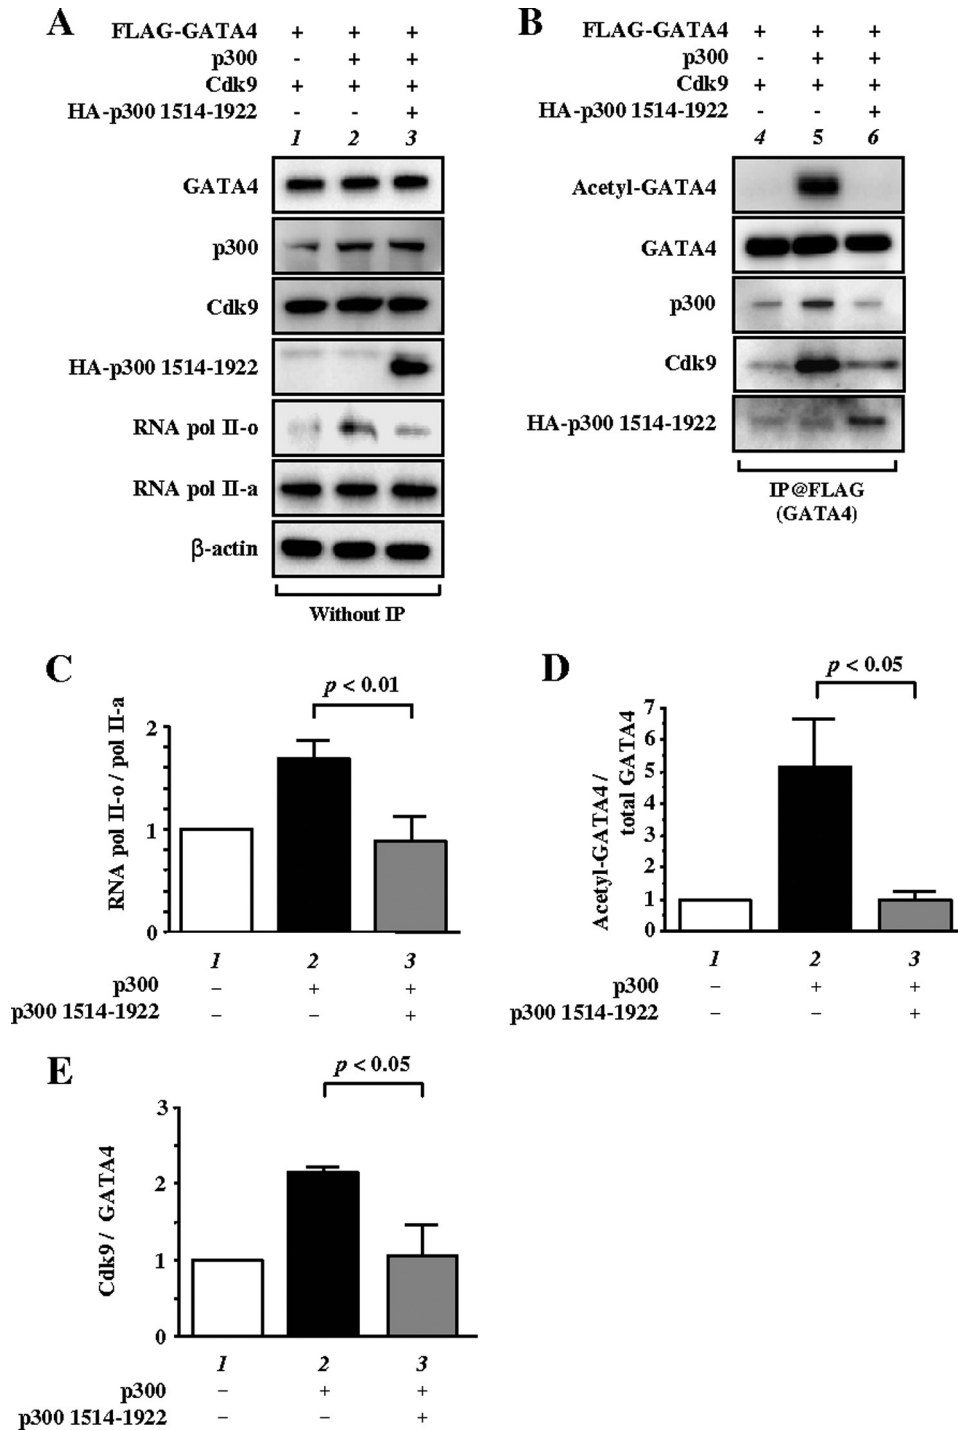 A
FLAG-GATA4 + + +
p300 - + +
Cdk9 + + +
HA-p300 1514-1922 - - +
1 2 3
GATA4
p300
Cdk9
HA-p300 1514-1922
RNA pol II-o
RNA pol II-a
β-actin
Without IP
B
FLAG-GATA4 + + +
p300 - + +
Cdk9 + + +
HA-p300 1514-1922 - - +
4 5 6
Acetyl-GATA4
GATA4
p300
Cdk9
HA-p300 1514-1922
IP@FLAG
(GATA4)
C
p < 0.01
RNA pol II-o / pol II-a
2
1
0
1 2 3
p300 − + +
p300 1514-1922 − − +
D
p < 0.05
Acetyl-GATA4 /
total GATA4
7
6
5
4
3
2
1
0
1 2 3
p300 − + +
p300 1514-1922 − − +
E
p < 0.05
Cdk9 / GATA4
3
2
1
0
1 2 3
p300 − + +
p300 1514-1922 − − +